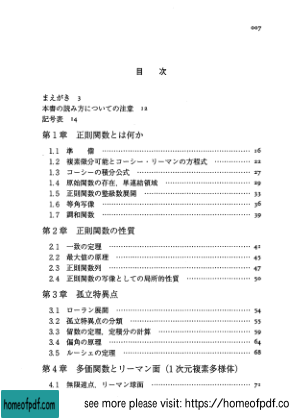 007
目 次
まえがき 3
本書の読み方についての注意 12
記号表 14
第1章 正則関数とは何か
1.1 準 備 16
1.2 複素微分可能とコーシー・リーマンの方程式 22
1.3 コーシーの積分公式 27
1.4 原始関数の存在，単連結領域 29
1.5 正則関数の整級数展開 33
1.6 等角写像 36
1.7 調和関数 39
第2章 正則関数の性質
2.1 一致の定理 42
2.2 最大値の原理 45
2.3 正則関数列 47
2.4 正則関数の写像としての局所的性質 50
第3章 孤立特異点
3.1 ローラン展開 54
3.2 孤立特異点の分類 55
3.3 留数の定理，定積分の計算 59
3.4 偏角の原理 64
3.5 ルーシェの定理 68
第4章 多価関数とリーマン面（1次元複素多様体）
4.1 無限遠点，リーマン球面 72
homeofpdf.com
see more please visit: https://homeofpdf.co